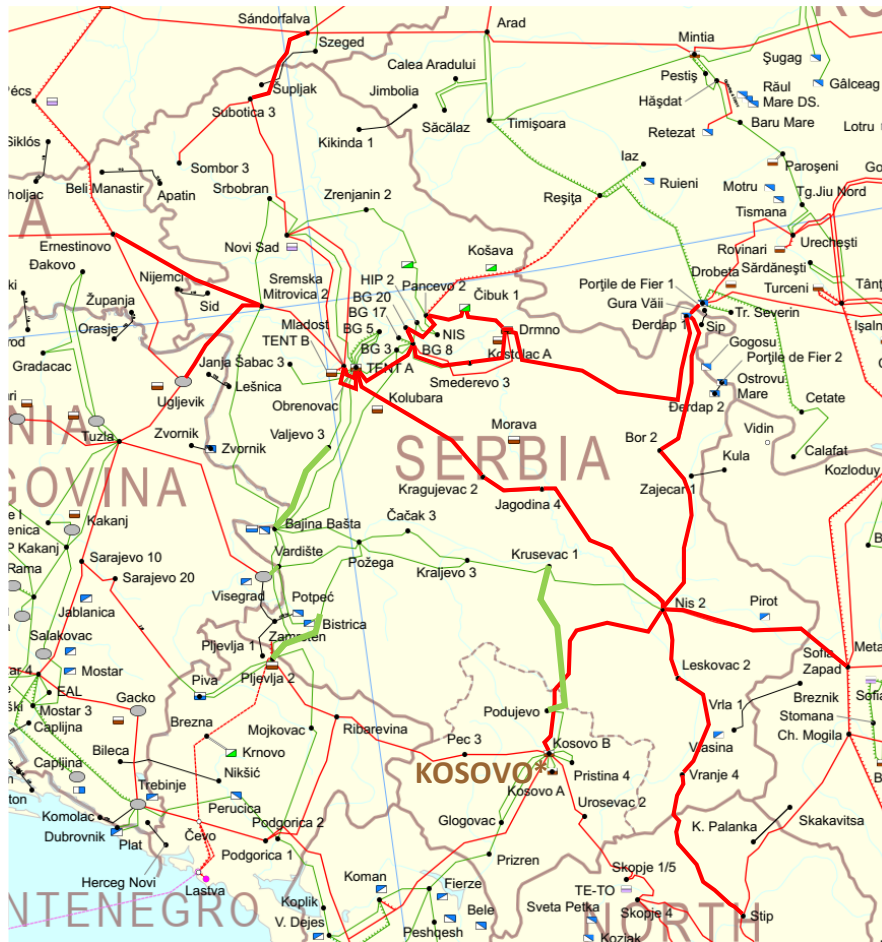 RO
Sándorfalva
Arad
Szeged
Mintia
Şugag
Calea Aradului
Pestiş
Pécs
Šupljak
Jimbolia
Hăşdat
Râul
Mare DS.
Gâlceag
Subotica 3
Săcălaz
Timişoara
Retezat
Baru Mare
Lotru
Siklós
Kikinda 1
Iaz
Paroşeni
Sombor 3
Beli Manastir
Apatin
Srbobran
Zrenjanin 2
Reşiţa
Ruieni
Motru
Tg.Jiu Nord
Tismana
Ernestinovo
Novi Sad
Košava
Rovinari
Urecheşti
Đakovo
Nijemci
Sremska
Mitrovica 2
HIP 2
Pancevo 2
Porţile de Fier 1
Drobeta
Sărdăneşti
Turceni
Županja
Sid
BG 20
BG 17
Čibuk 1
Gura Văii
Orasje
Mladost
BG 5
NIS
Drmno
Đerdap 1
Sip
Tr. Severin
Işalniţa
TENT B
BG 3
BG 8
Kostolac A
Gogosu
Gradacac
Janja
Šabac 3
TENT A
Smederevo 3
Porţile de Fier 2
Lešnica
Ostrovu
Mare
Ugljevik
Obrenovac
Kolubara
Đerdap 2
Cetate
Morava
Tuzla
Zvornik
Zvornik
Valjevo 3
Bor 2
Vidin
Calafat
SERBIA
Kula
Kozloduy
GOVINA
Kragujevac 2
Jagodina 4
Zajecar 1
Kakanj
Bajina Bašta
Čačak 3
P Kakanj
Sarajevo 10
Vardište
Krusevac 1
Rama
Sarajevo 20
Požega
Kraljevo 3
Visegrad
Potpeć
Jablanica
Nis 2
Pirot
Salakovac
Bistrica
Pljevlja 1
Sofia
Zapad
Mostar
Pljevlja 2
Leskovac 2
EAL
Gacko
Piva
Breznik
Mostar 3
Podujevo
Vrla 1
Stomana
Caplijna
Brezna
Mojkovac
Ribarevina
Ch. Mogila
Bileca
Krnovo
Pec 3
Kosovo B
Vlasina
Capljina
Nikšić
KOSOVO*
Pristina 4
Vranje 4
Trebinje
Kosovo A
Komolac
Perucica
Urosevac 2
Skakavitsa
Dubrovnik
Plat
Čevo
Podgorica 2
Glogovac
K. Palanka
Podgorica 1
Prizren
Herceg Novi
Skopje 1/5
Lastva
Koman
Fierze
TE-TO
NTENEGRO
Koplik
Bele
Sveta Petka
Skopje 4
Stip
V. Dejes
Peshqesh
NORTH
Kozjak